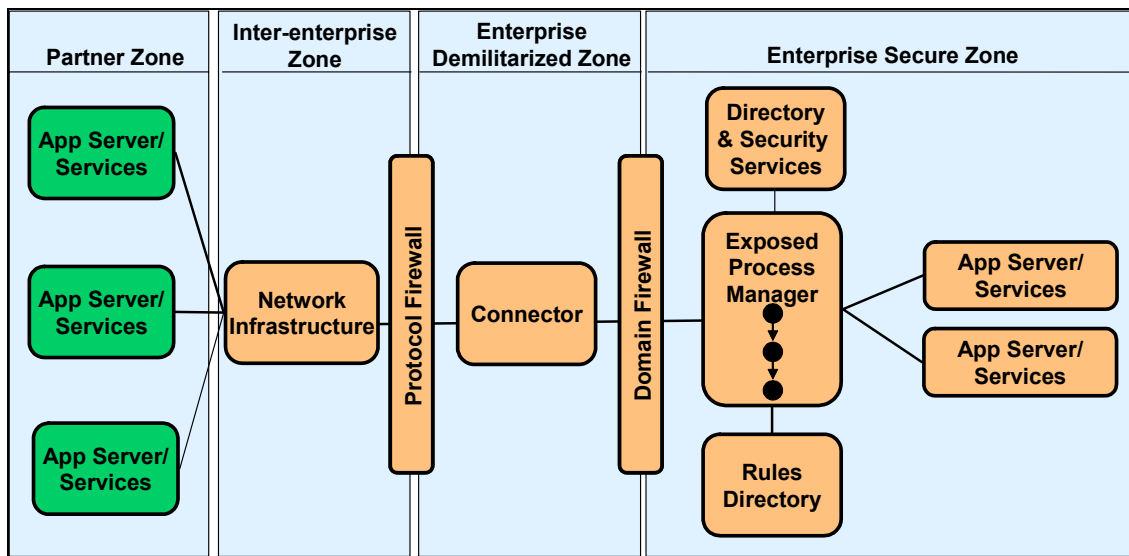 Partner Zone
Inter-enterprise
Zone
Enterprise
Demilitarized Zone
Enterprise Secure Zone
App Server/
Services
App Server/
Services
App Server/
Services
Network
Infrastructure
Protocol Firewall
Connector
Domain Firewall
Directory
& Security
Services
Exposed
Process
Manager
Rules
Directory
App Server/
Services
App Server/
Services